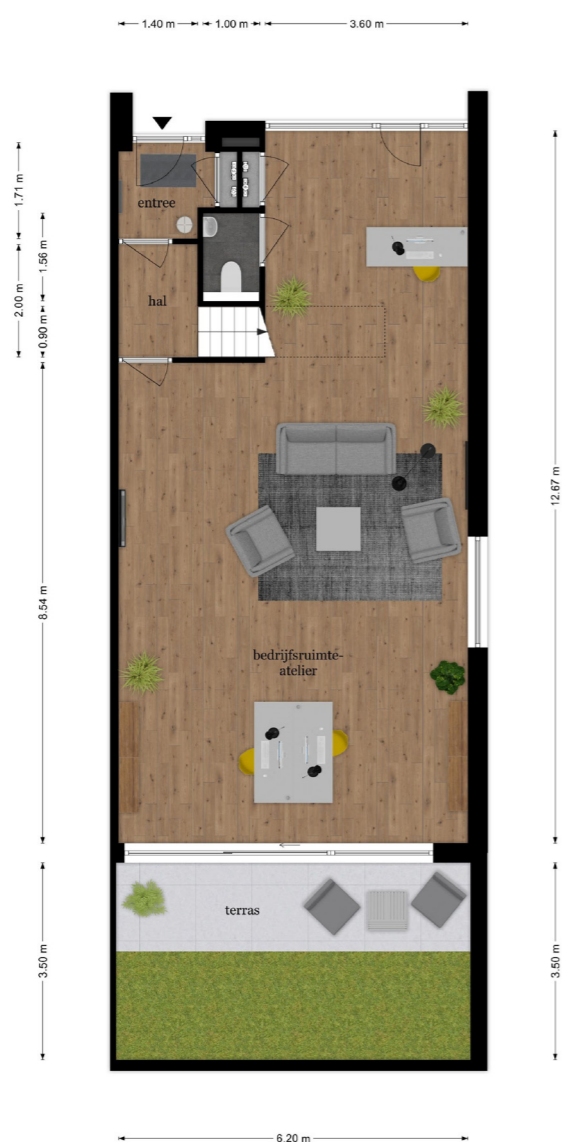 1.40 m
1.00 m
3.60 m
1.71 m
entree
1.56 m
2.00 m
hal
0.90 m
12.67 m
8.54 m
bedrijfsruimte-
atelier
terras
3.50 m
3.50 m
6.20 m